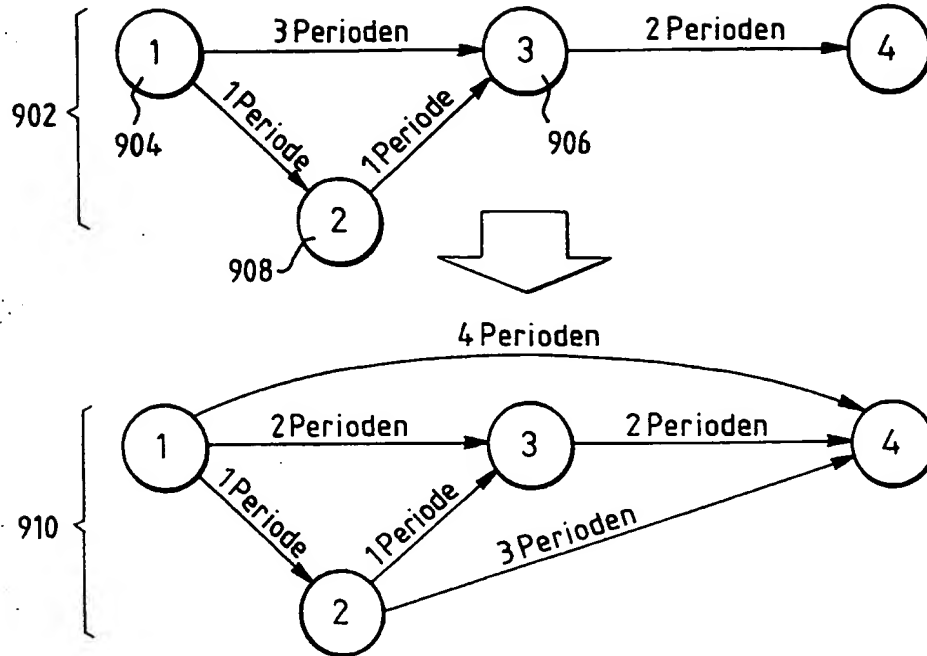 1
3 Perioden
3
2 Perioden
4
902
904
1 Periode
1 Periode
906
2
908
4 Perioden
1
2 Perioden
3
2 Perioden
4
910
1 Periode
1 Periode
3 Perioden
2